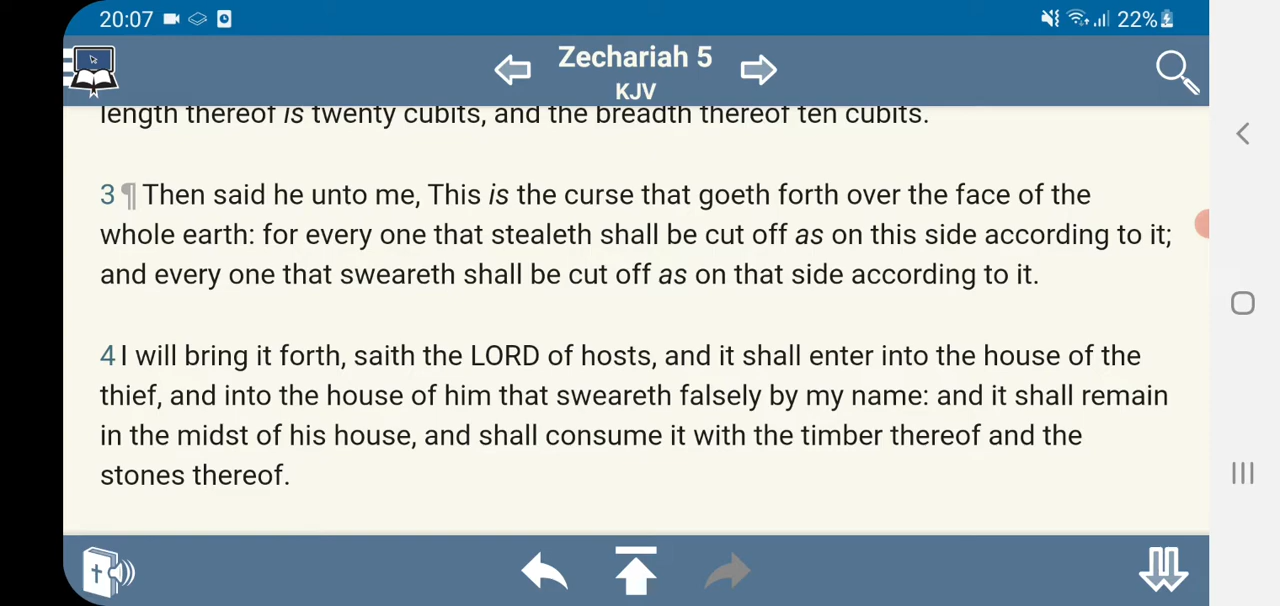 20:07
22%
Zechariah 5
KJV
length thereof is twenty cubits, and the breadth thereof ten cubits.
3 ¶ Then said he unto me, This is the curse that goeth forth over the face of the
whole earth: for every one that stealeth shall be cut off as on this side according to it;
and every one that sweareth shall be cut off as on that side according to it.
4 I will bring it forth, saith the LORD of hosts, and it shall enter into the house of the
thief, and into the house of him that sweareth falsely by my name: and it shall remain
in the midst of his house, and shall consume it with the timber thereof and the
stones thereof.